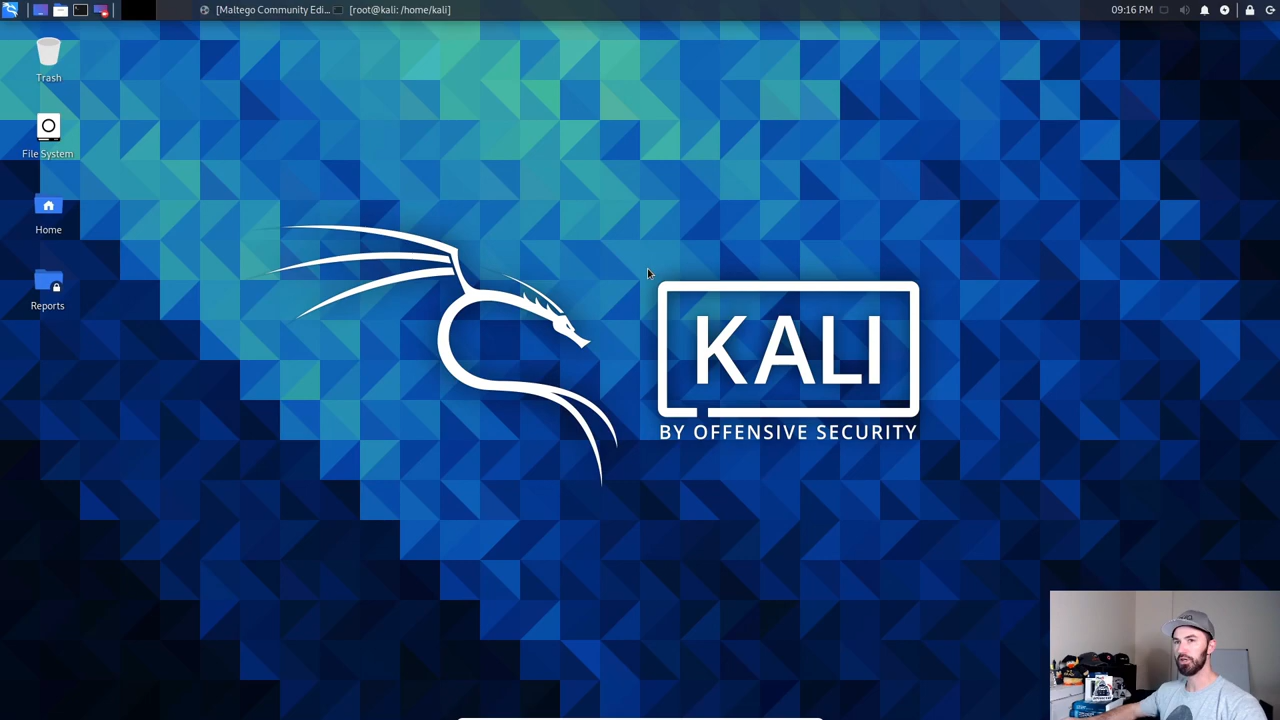 [Maltego Community Edi...
[root@kali: /home/kali]
09:16 PM
Trash
File System
Home
Reports
KALI
BY OFFENSIVE SECURITY